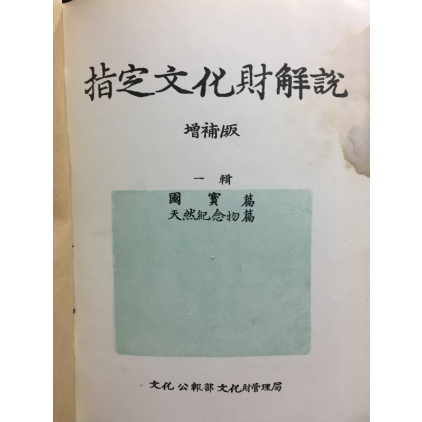 指定文化財解說
增補版
一輯
國寶篇
天然紀念物篇
文化公報部文化財管理局